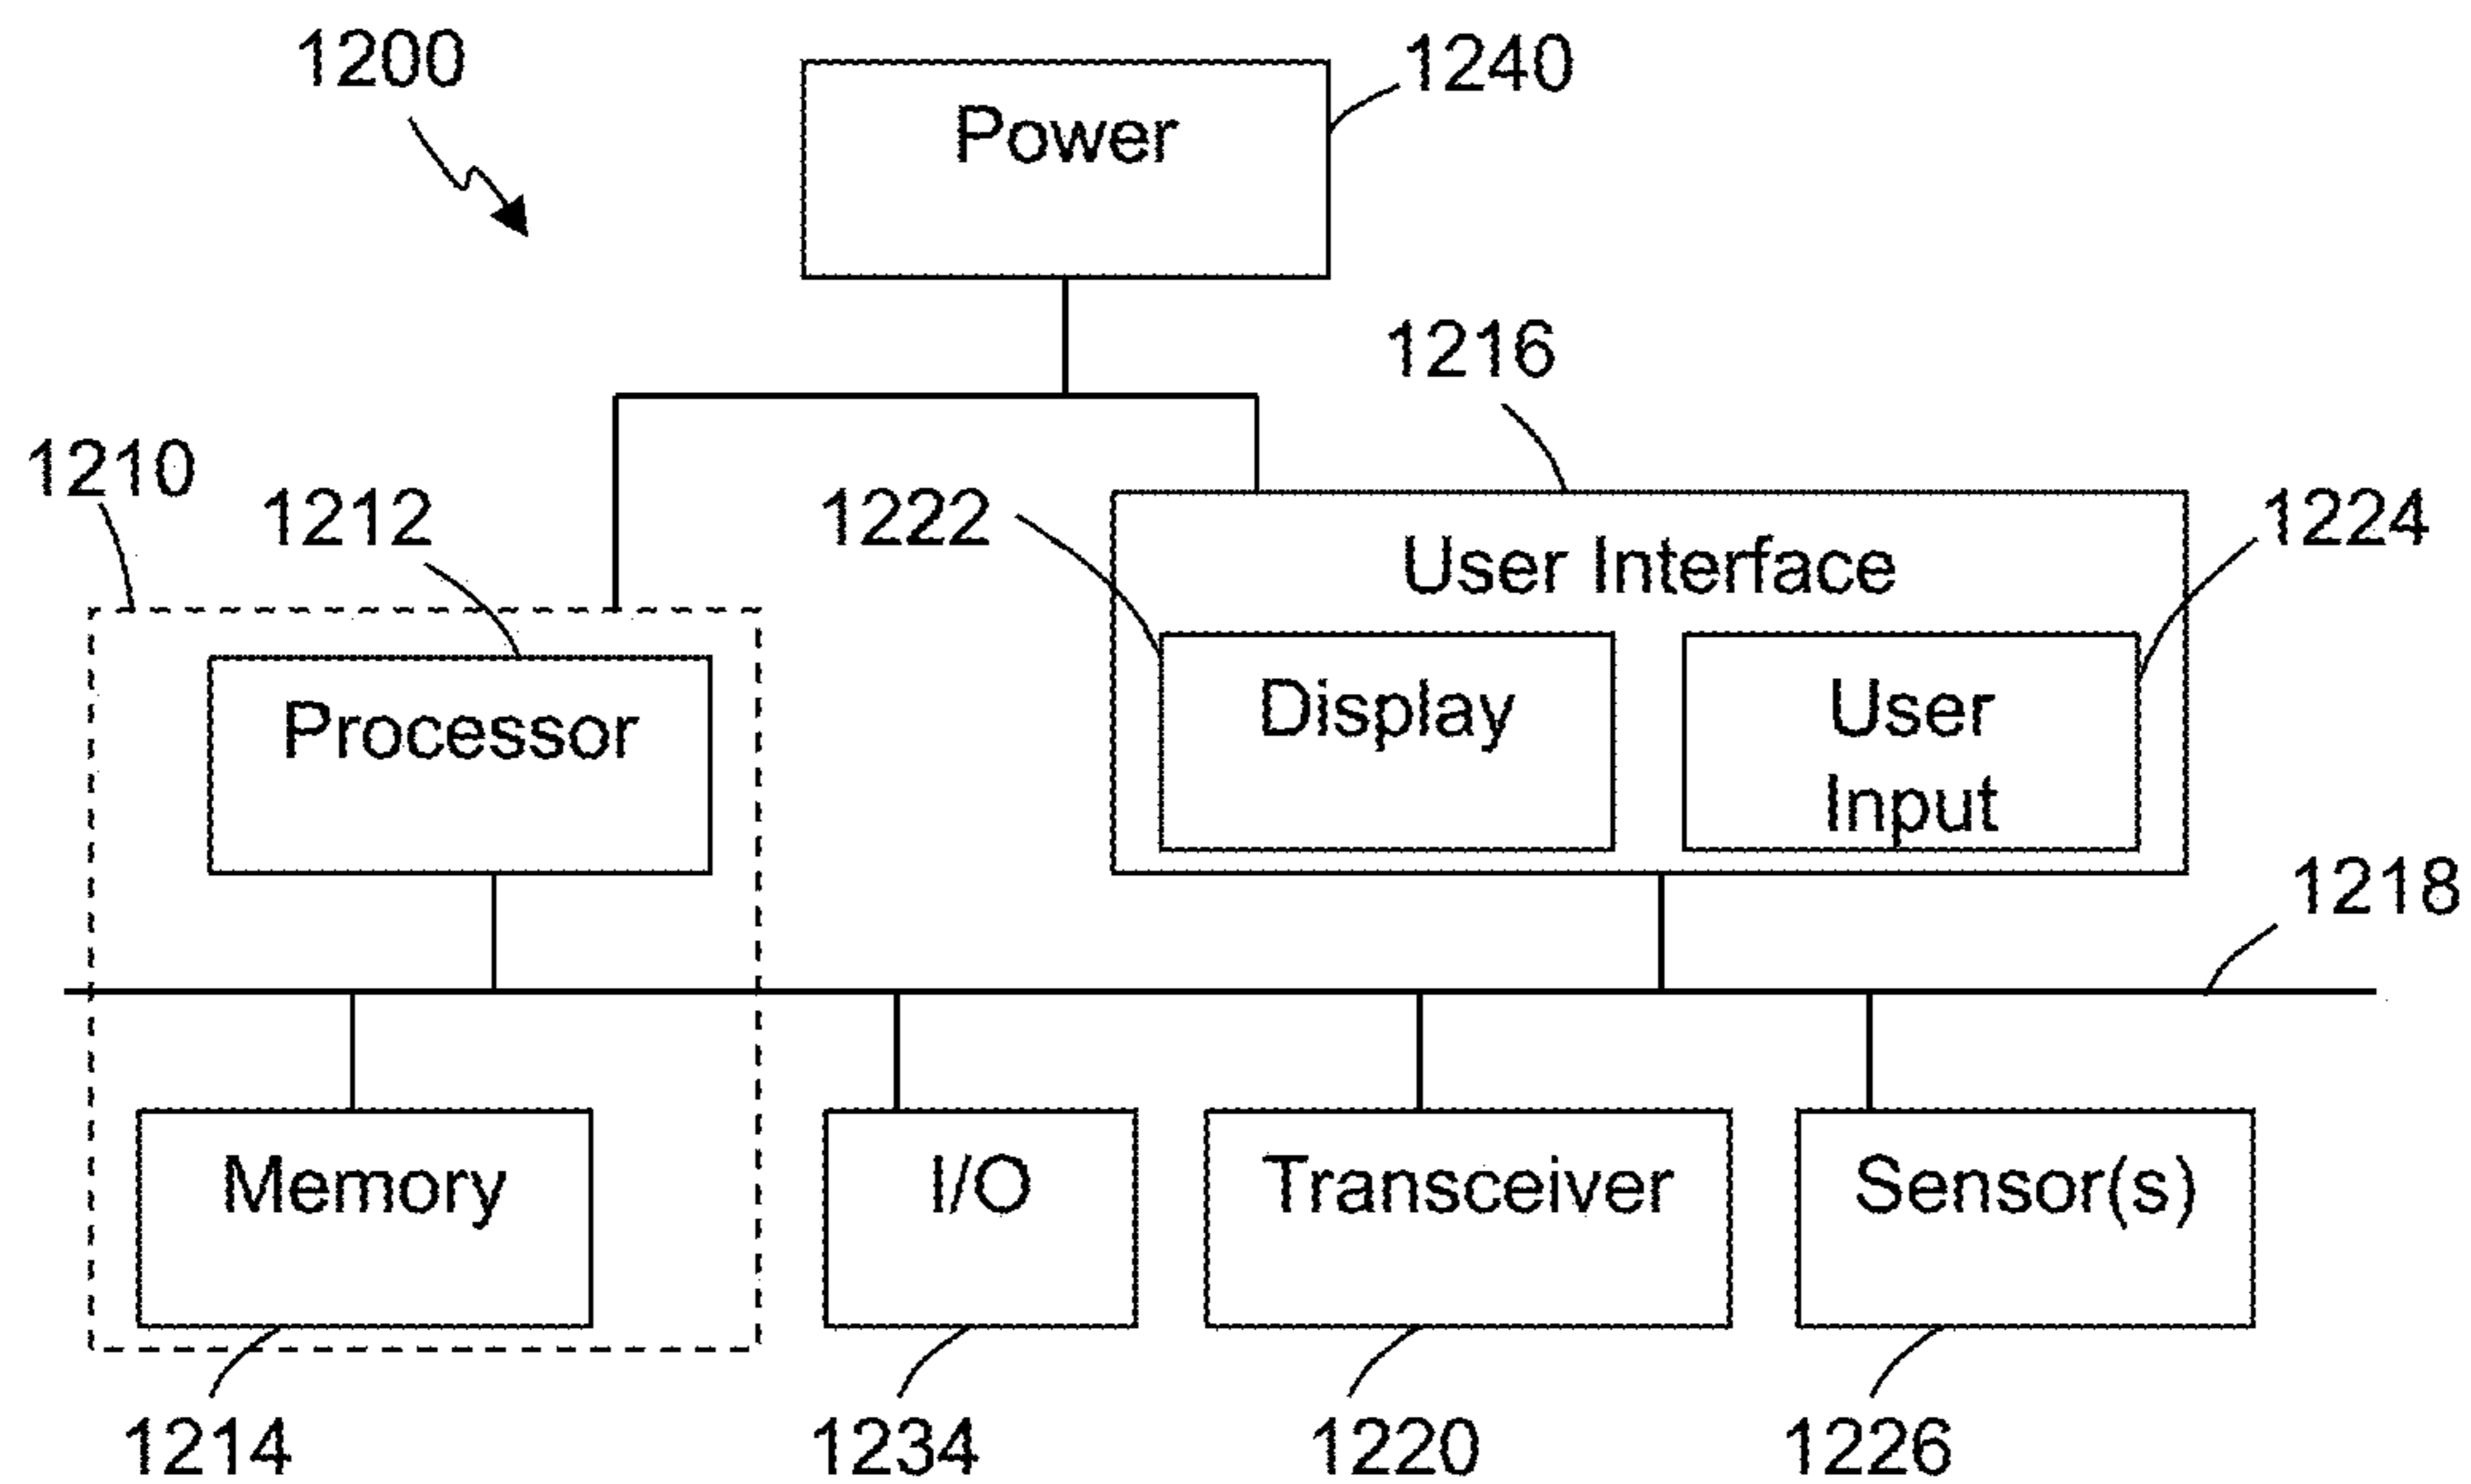 1200
1240
Power
1216
1210
1212
1222
1224
User Interface
Processor
Display
User
Input
1218
Memory
I/O
Transceiver
Sensor(s)
1214
1234
1220
1226